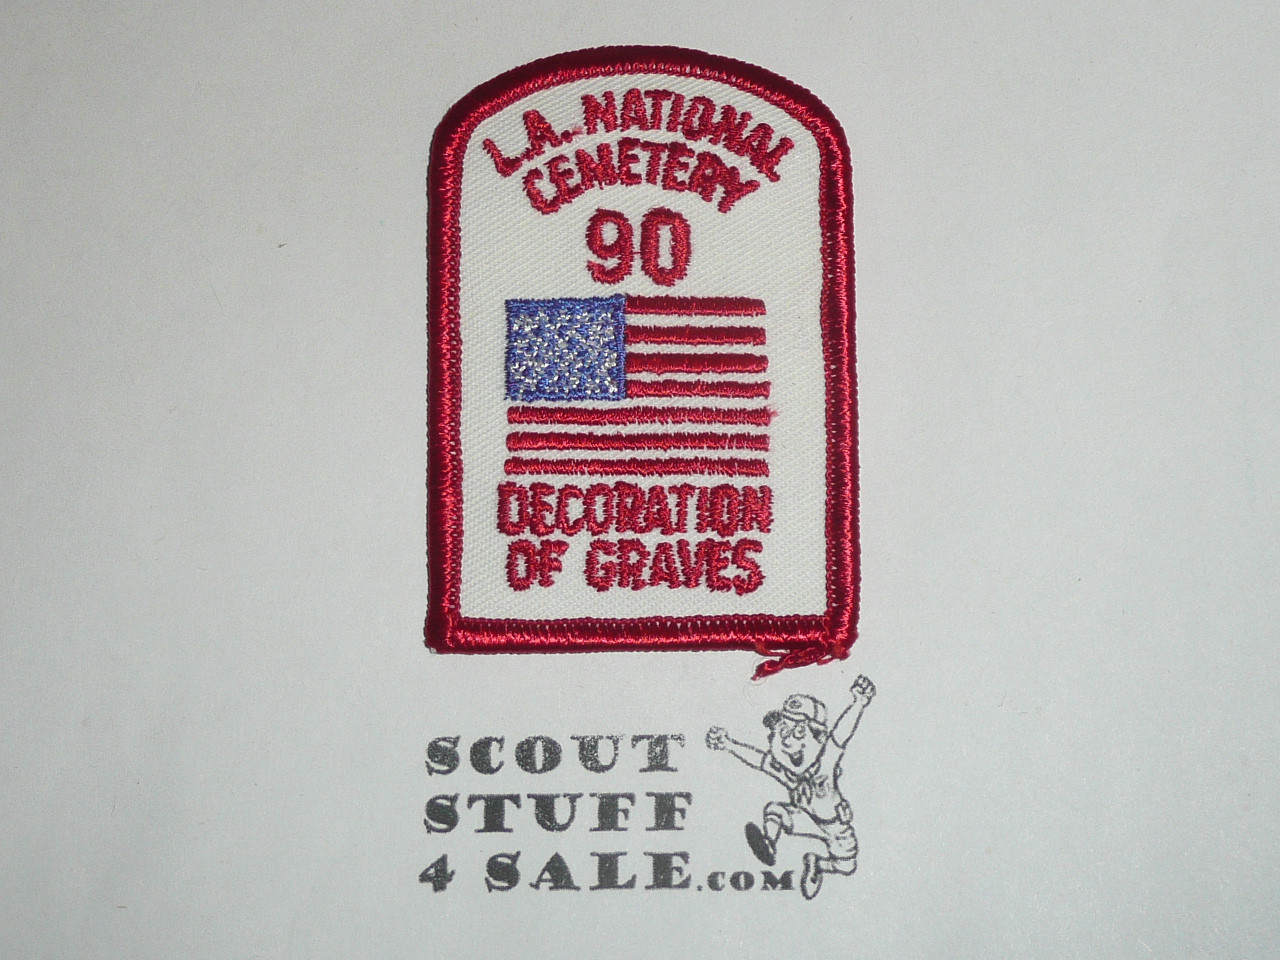 L.A. NATIONAL
CEMETERY
90
DECORATION
OF GRAVES
SCOUT
STUFF
4 SALE.COM